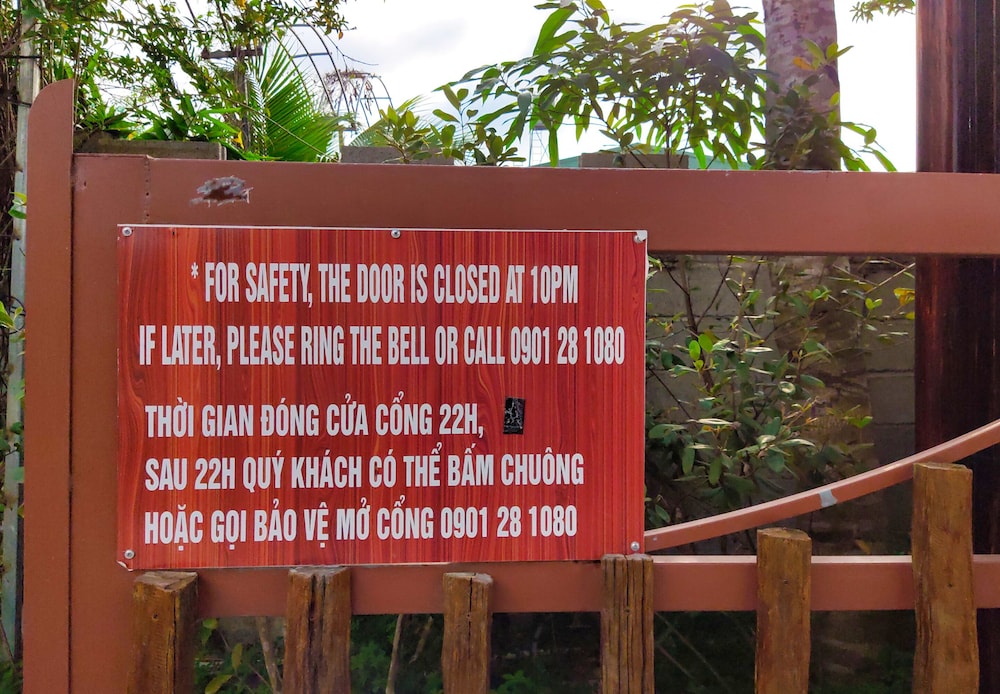 * FOR SAFETY, THE DOOR IS CLOSED AT 10PM
IF LATER, PLEASE RING THE BELL OR CALL 0901 28 1080
THỜI GIAN ĐÓNG CỬA CỔNG 22H,
SAU 22H QUÝ KHÁCH CÓ THỂ BẤM CHUÔNG
HOẶC GỌI BẢO VỆ MỞ CỔNG 0901 28 1080